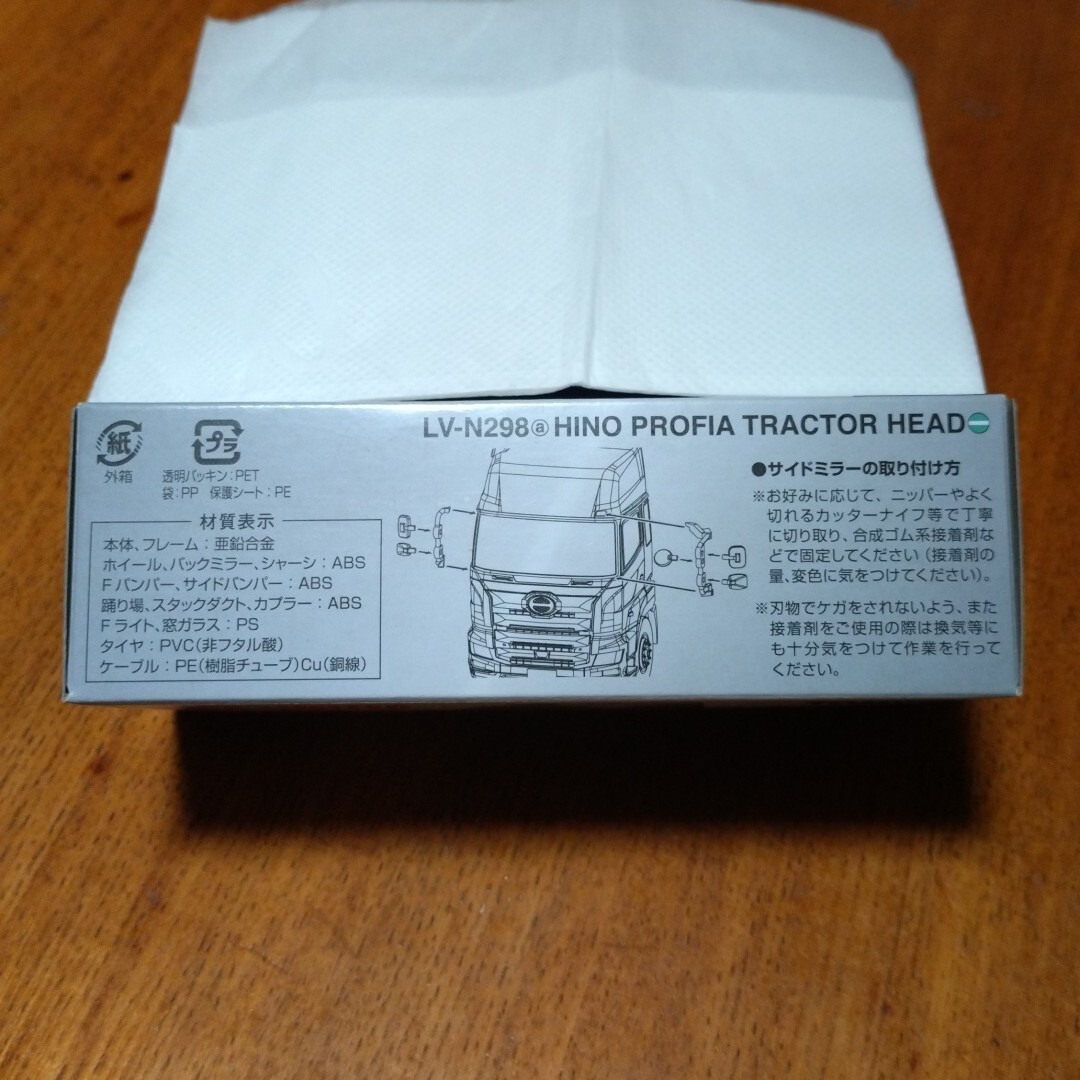 LV-N298ⓐHINO PROFIA TRACTOR HEAD
紙
外箱
プラ
透明パッキン:PET
袋:PP 保護シート:PE
材質表示
本体、フレーム:亜鉛合金
ホイール、バックミラー、シャーシ:ABS
Fバンパー、サイドバンパー:ABS
踊り場、スタックダクト、カプラー:ABS
Fライト、窓ガラス:PS
タイヤ:PVC(非フタル酸)
ケーブル:PE(樹脂チューブ)Cu(銅線)
●サイドミラーの取り付け方
※お好みに応じて、ニッパーやよく
切れるカッターナイフ等で丁寧
に切り取り、合成ゴム系接着剤な
どで固定してください(接着剤の
量、変色に気をつけてください)。
※刃物でケガをされないよう、また
接着剤をご使用の際は換気等に
も十分気をつけて作業を行って
ください。